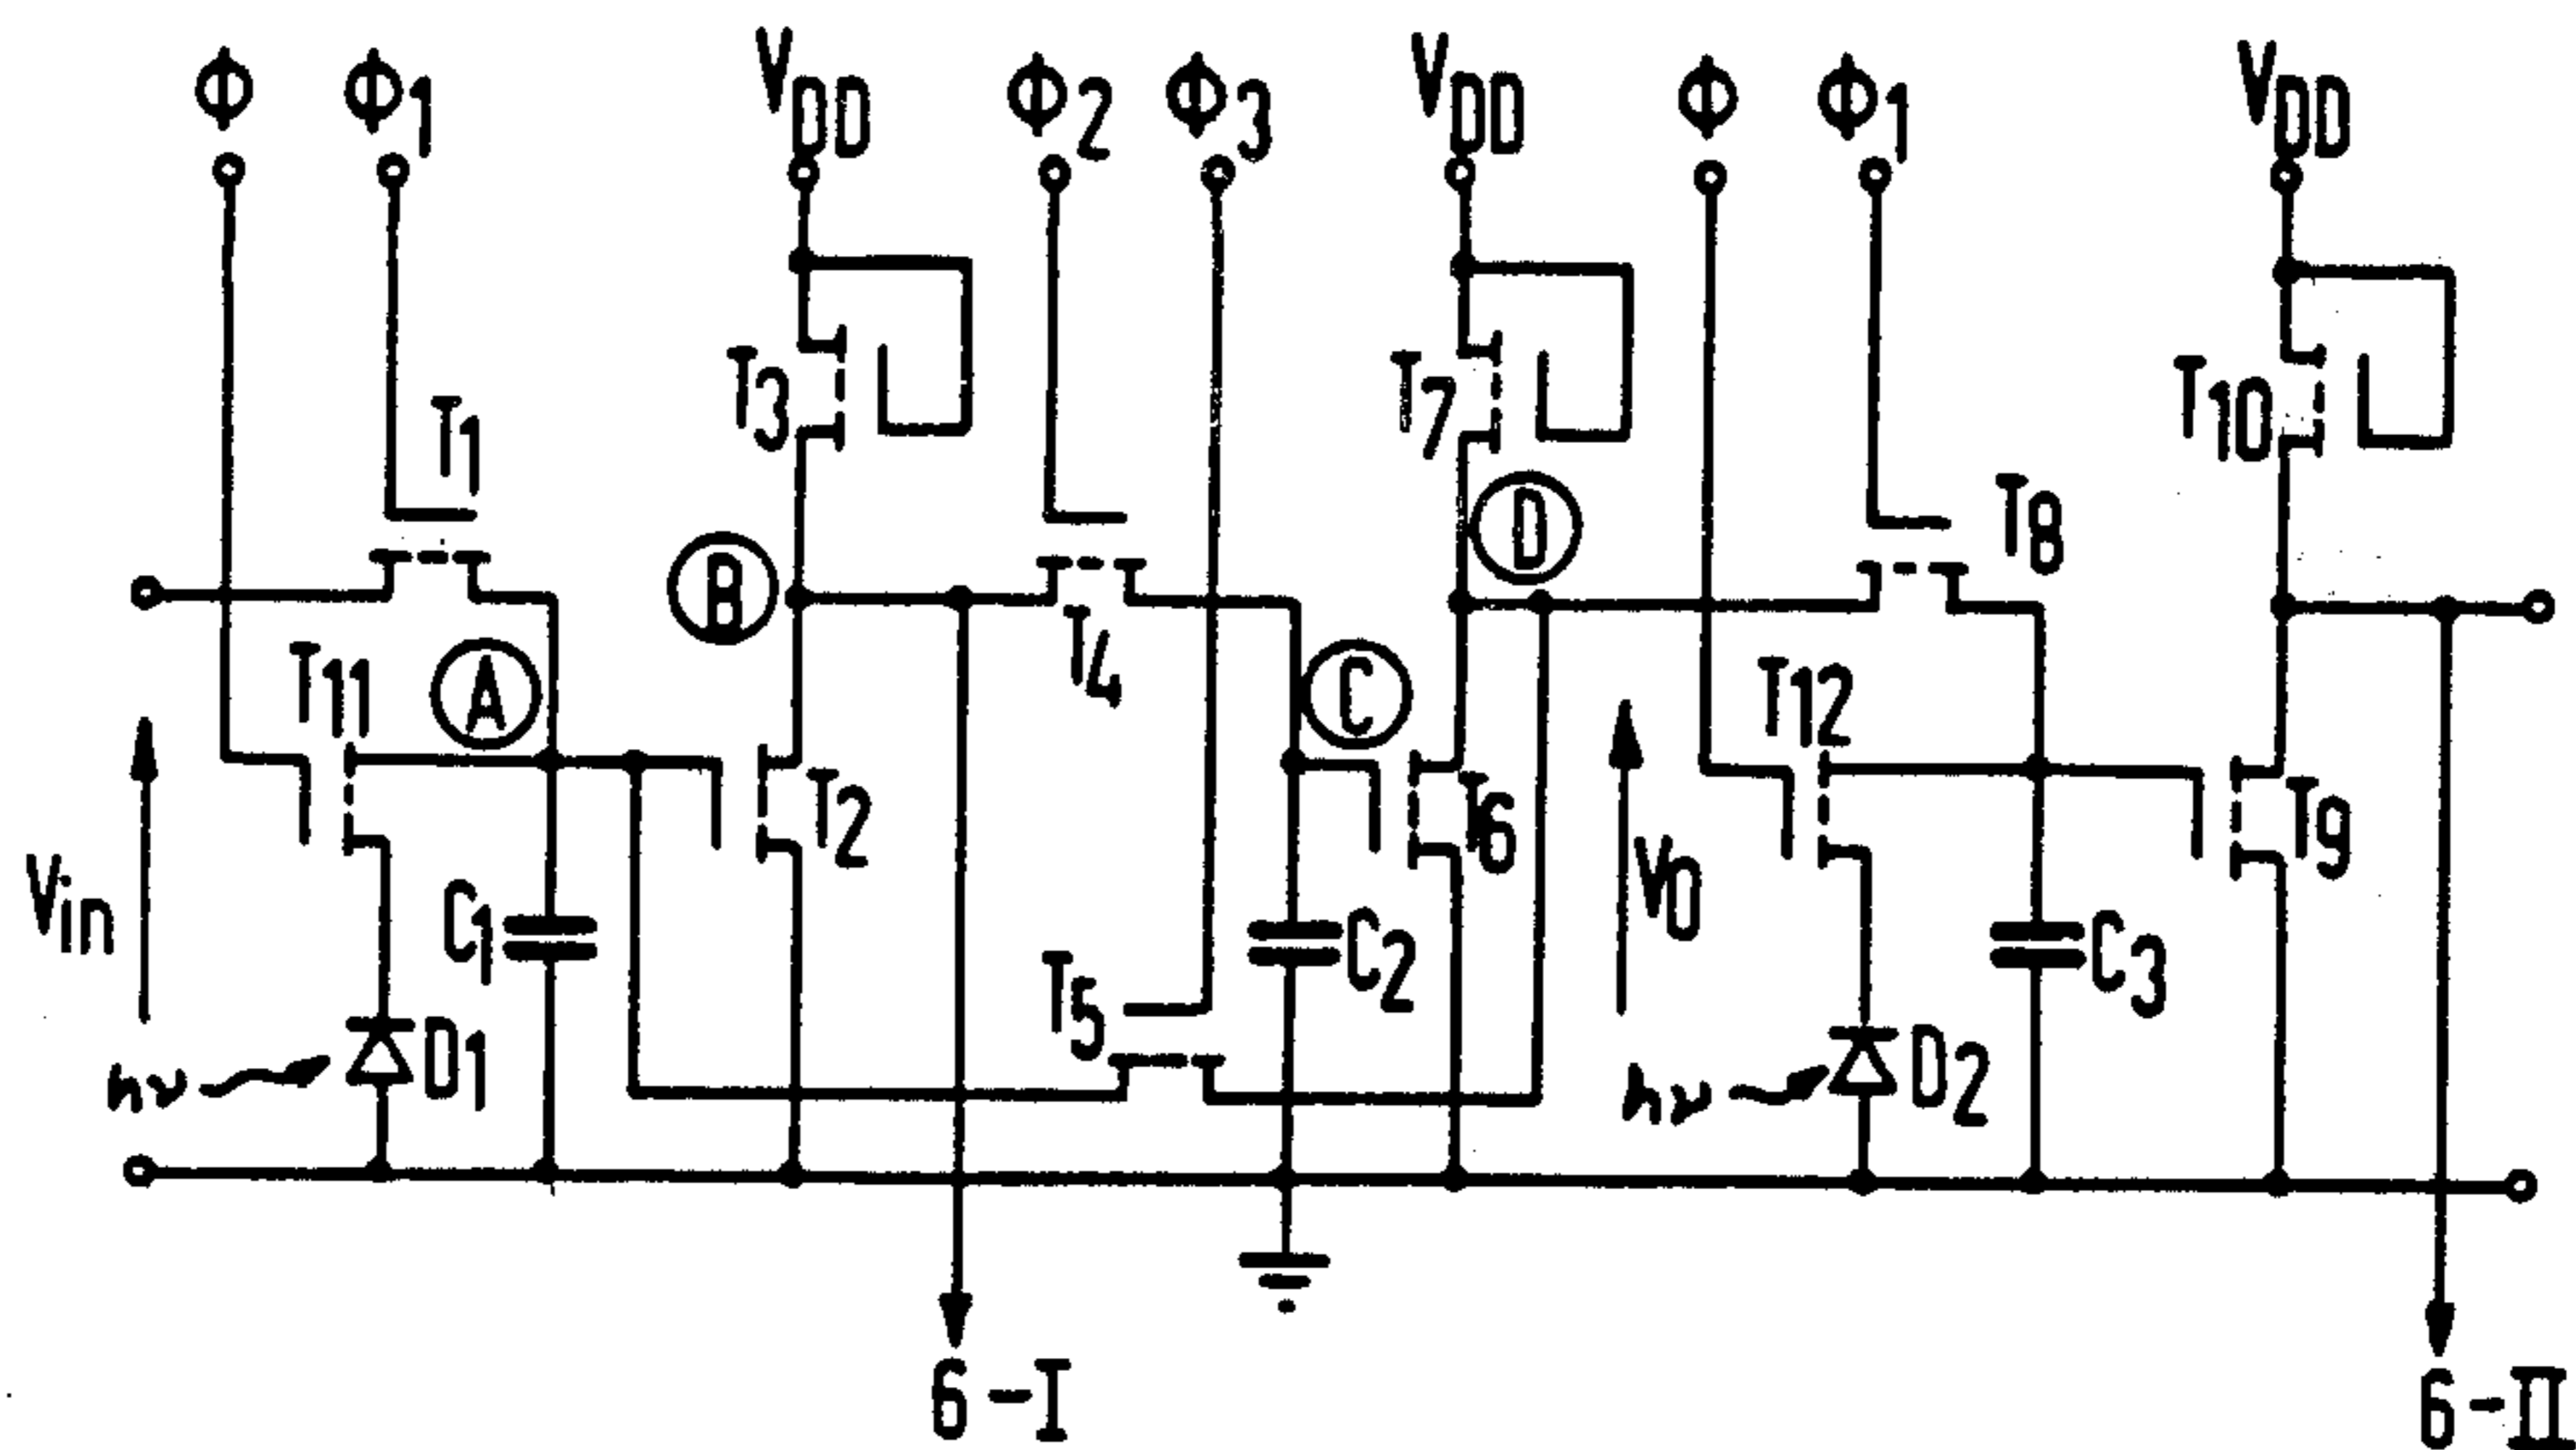 Φ Φ1 VDD Φ2 Φ3 VDD Φ Φ1 VDD
T3 T7 T10
T1 T8
B D
T11 A T4 C T12
T2 T6 T9
Vin C1 C2 V0 C3
T5
hν D1 hν D2
6-I 6-II